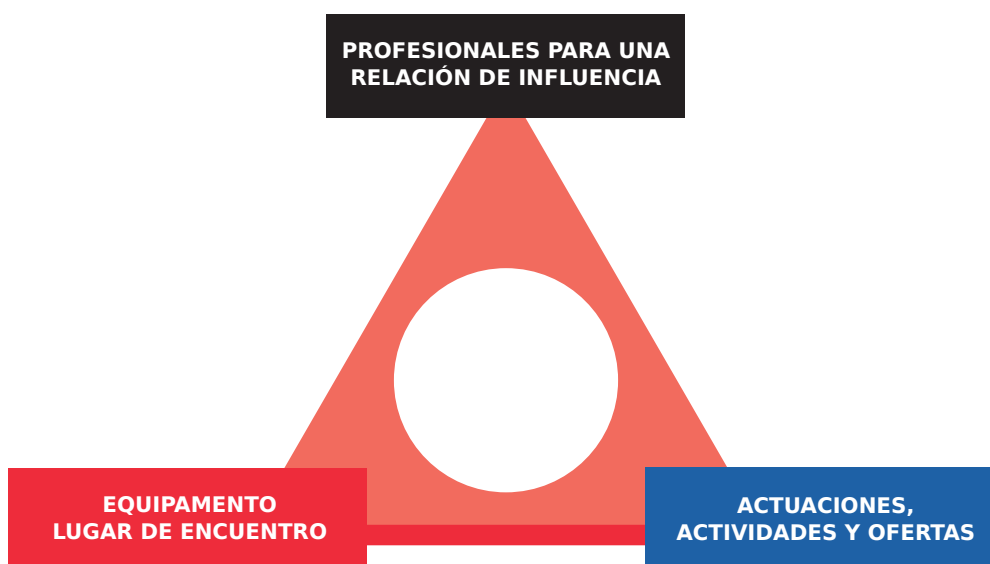 PROFESIONALES PARA UNA
RELACIÓN DE INFLUENCIA
EQUIPAMENTO
LUGAR DE ENCUENTRO
ACTUACIONES,
ACTIVIDADES Y OFERTAS